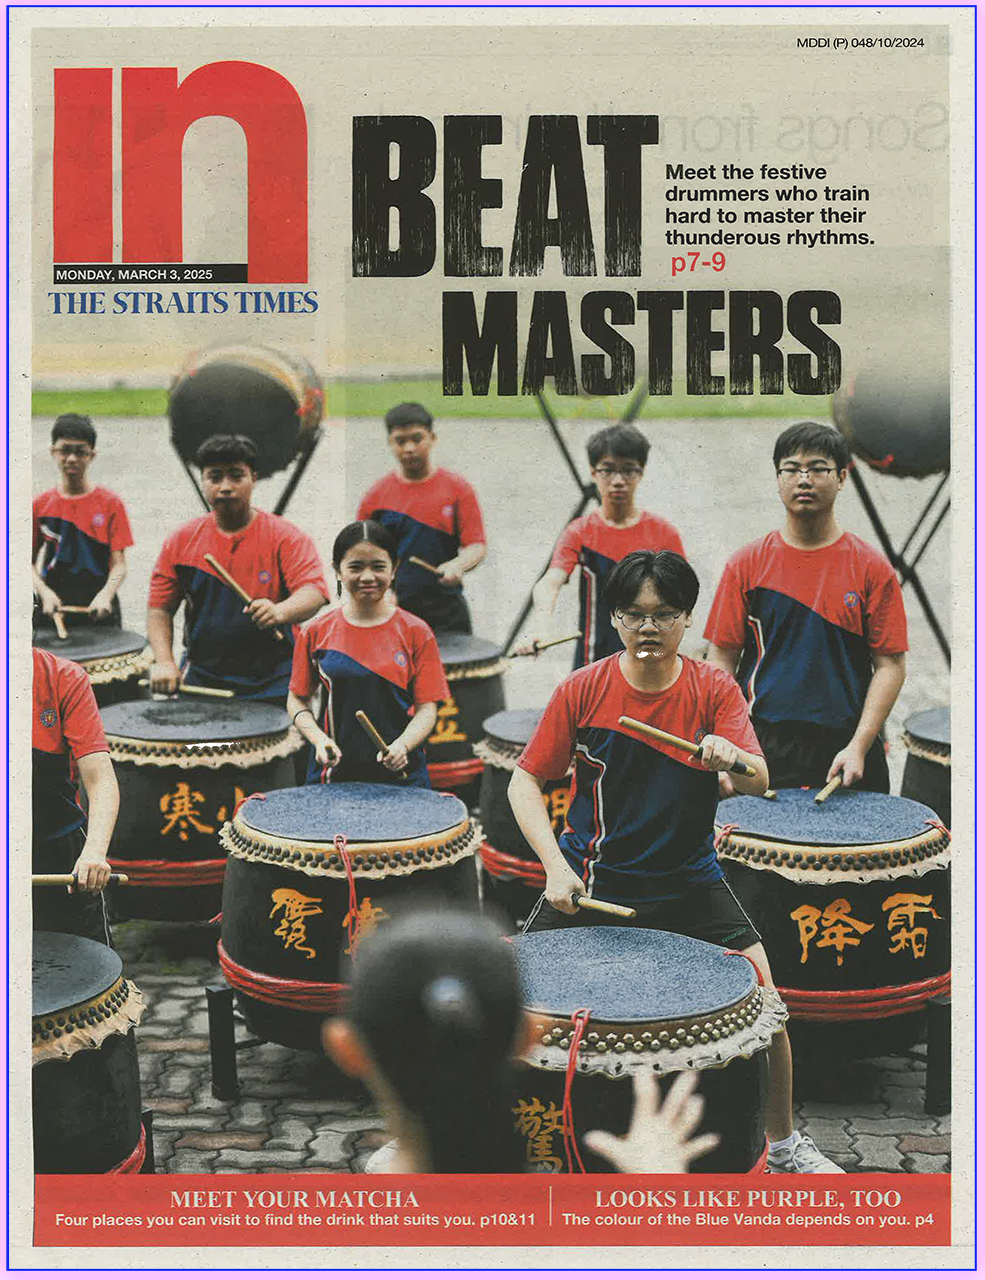 MDDI (P) 048/10/2024
in
MONDAY, MARCH 3, 2025
THE STRAITS TIMES
BEAT
MASTERS
Meet the festive
drummers who train
hard to master their
thunderous rhythms.
p7-9
寒
降霜
驚
MEET YOUR MATCHA
Four places you can visit to find the drink that suits you. p10&11
LOOKS LIKE PURPLE, TOO
The colour of the Blue Vanda depends on you. p4